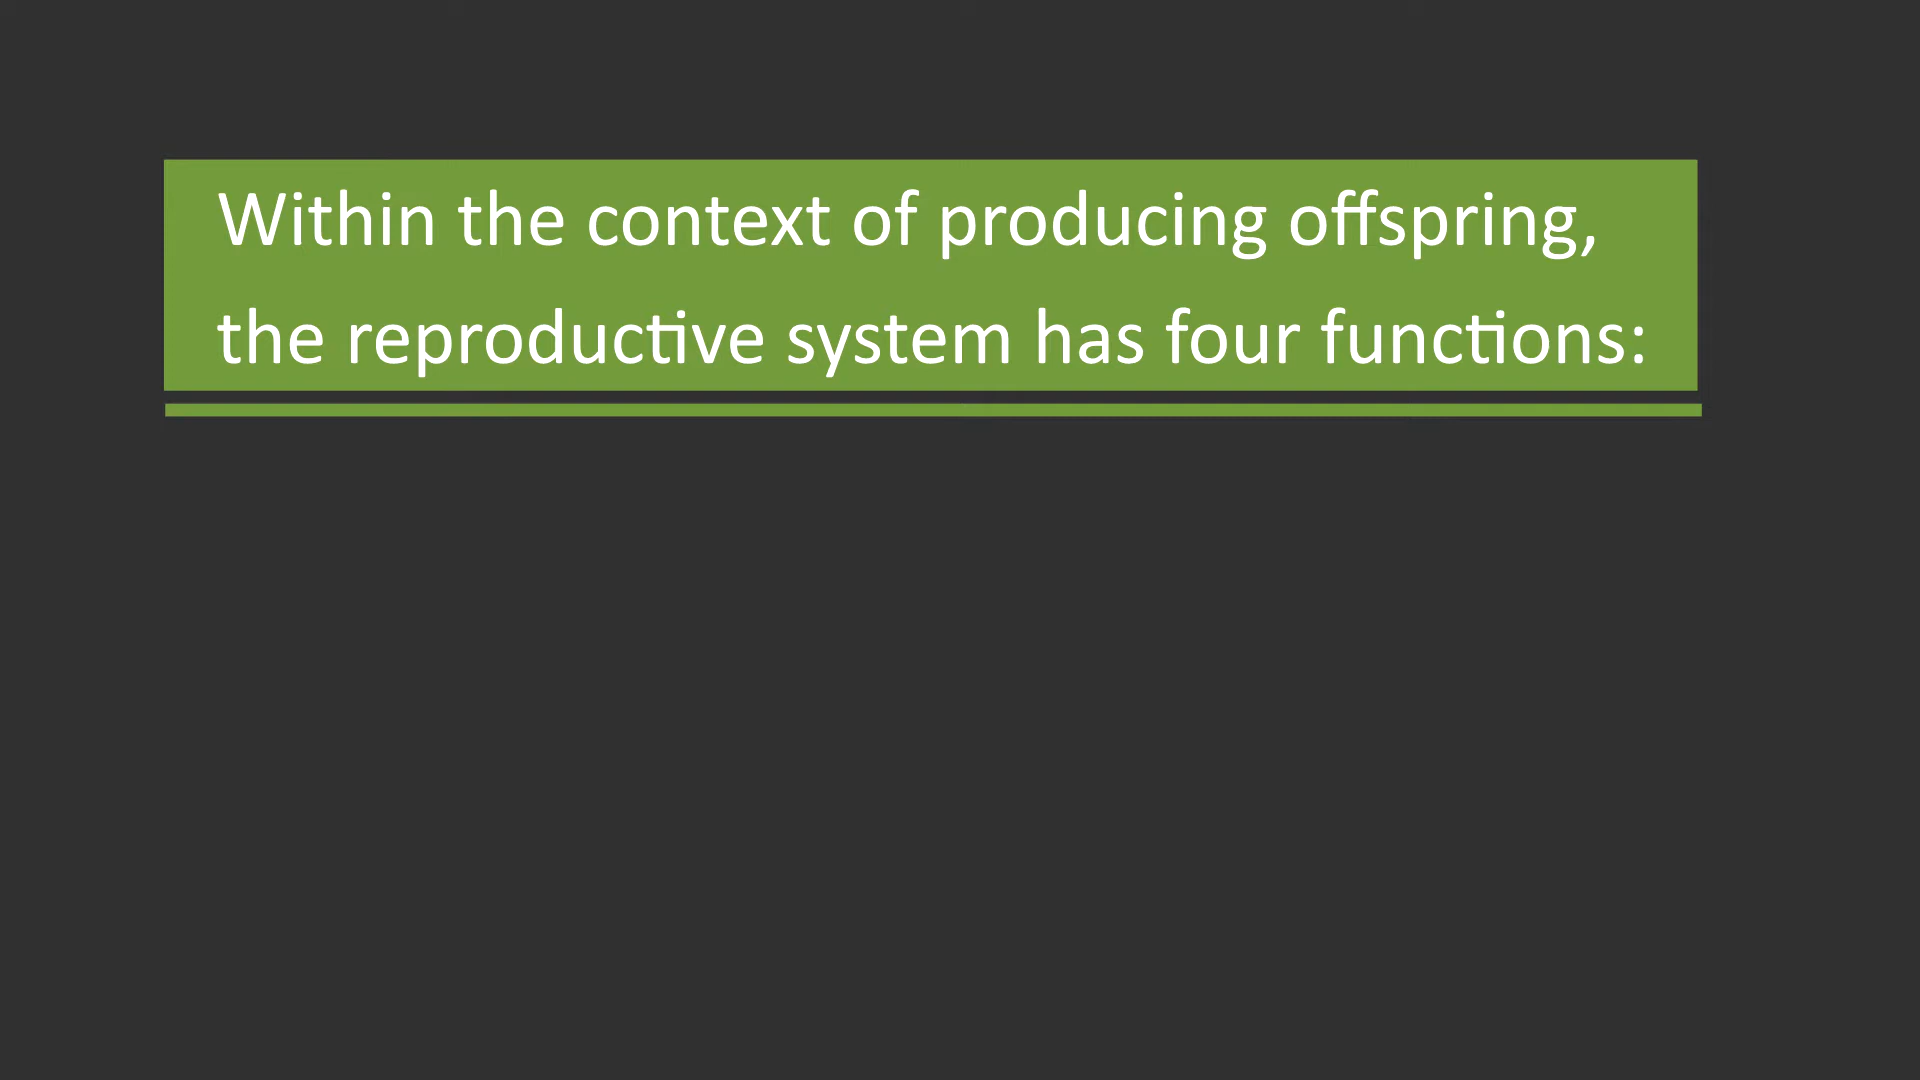 Within the context of producing offspring,
the reproductive system has four functions: